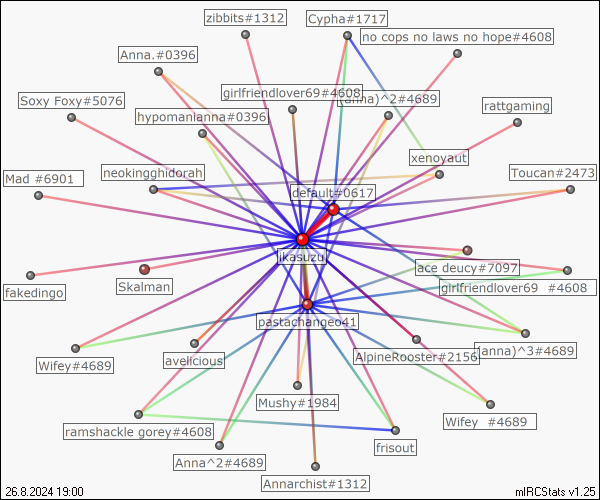 zibbits#1312
Cypha#1717
no cops no laws no hope#4608
Anna.#0396
girlfriendlover69#4608
(anna)^2#4689
Soxy Foxy#5076
rattgaming
hypomanianna#0396
xenoyaut
neokingghidorah
Toucan#2473
Mad #6901
default#0617
ikasuzu
ace deucy#7097
Skalman
girlfriendlover69 #4608
fakedingo
pastachangeo41
(anna)^3#4689
avelicious
AlpineRooster#2156
Wifey#4689
Mushy#1984
Wifey #4689
ramshackle gorey#4608
frisout
Anna^2#4689
Annarchist#1312
26.8.2024 19:00
mIRCStats v1.25